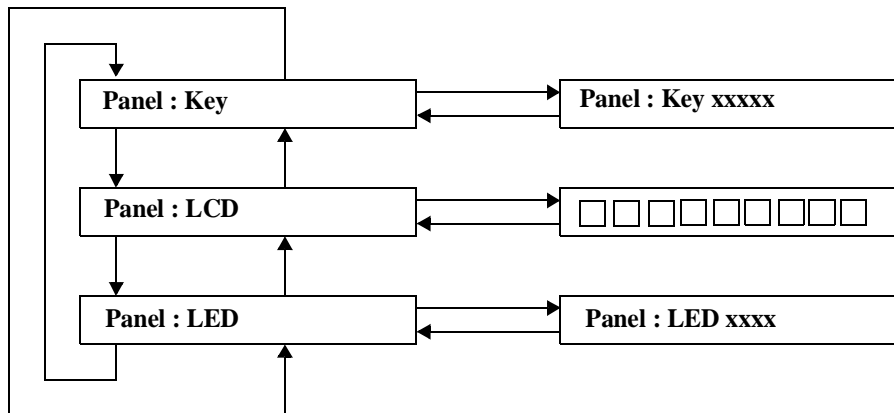 Panel : Key
Panel : Key xxxxx
Panel : LCD
Panel : LED
Panel : LED xxxx